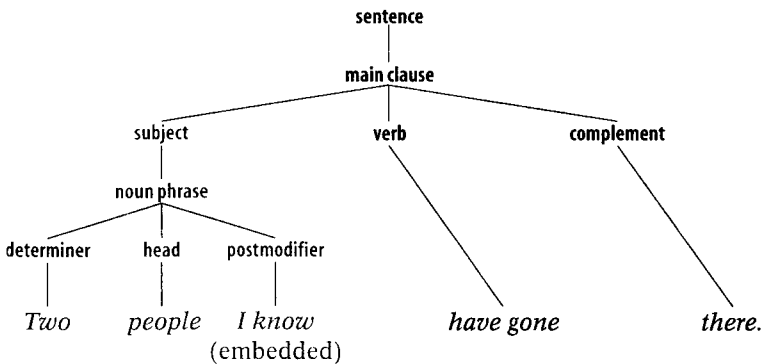 sentence
main clause
subject verb complement
noun phrase
determiner head postmodifier
Two people I know have gone there.
(embedded)